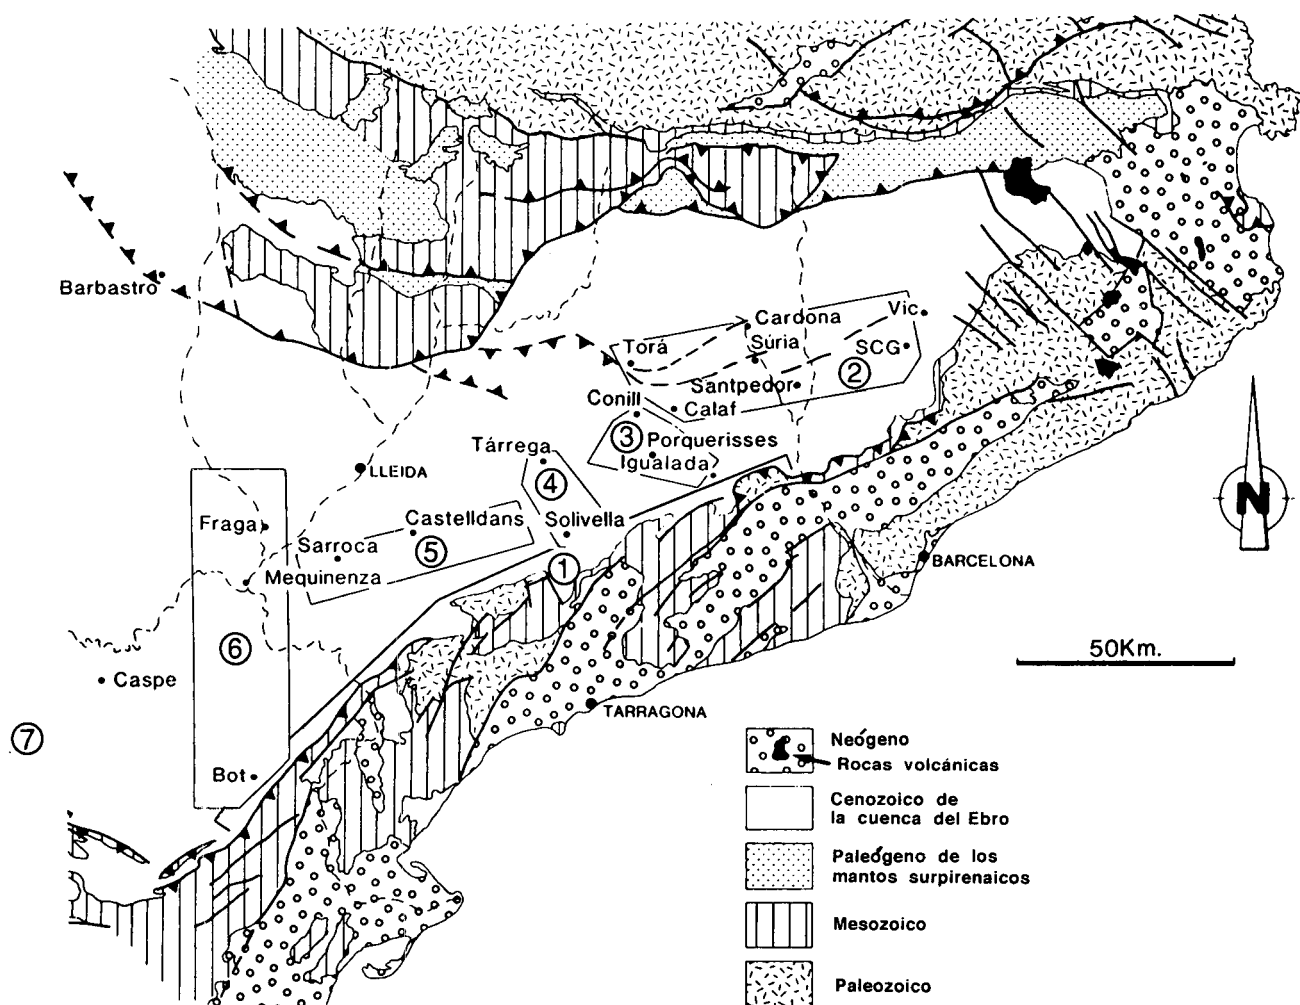 Barbastro
Cardona
Vic
Súria
Torá
SCG
②
Santpedor
Conill
Calaf
③
Porquerisses
Tárrega
Igualada
④
LLEIDA
Fraga
Castelldans
Solivella
Sarroca
⑤
①
Mequinenza
N
BARCELONA
⑥
50Km.
Caspe
TARRAGONA
⑦
Bot
Neógeno
Rocas volcánicas
Cenozoico de
la cuenca del Ebro
Paleógeno de los
mantos surpirenaicos
Mesozoico
Paleozoico